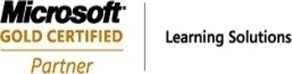 Microsoft
GOLD CERTIFIED
Partner
Learning Solutions